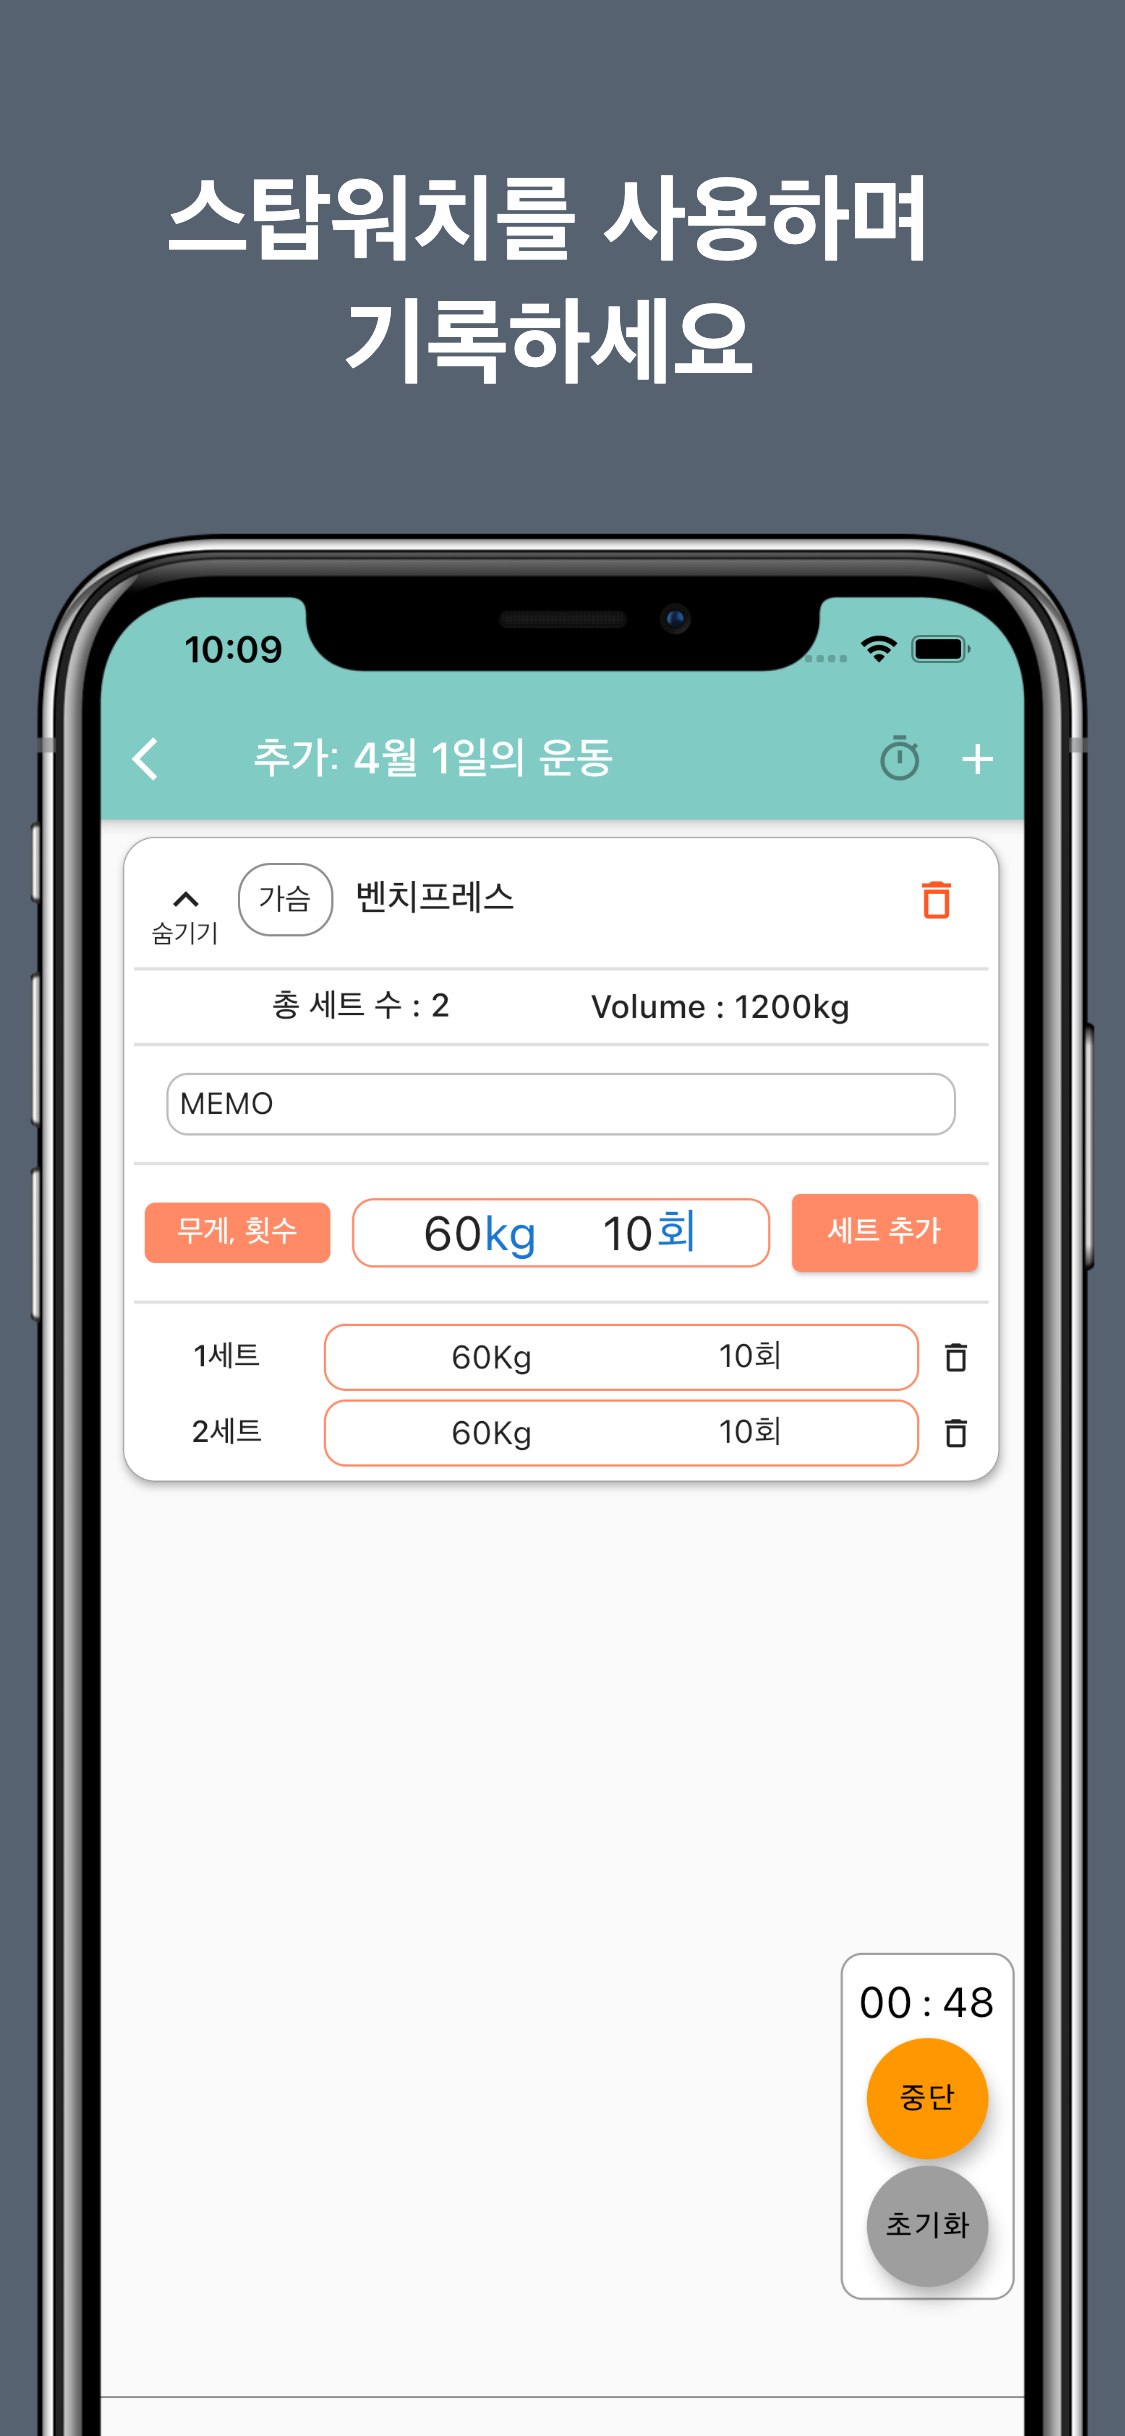 스탑워치를 사용하며
기록하세요
10:09
추가: 4월 1일의 운동
숨기기
가슴
벤치프레스
총 세트 수 : 2
Volume : 1200kg
MEMO
무게, 횟수
60kg 10회
세트 추가
1세트 60Kg 10회
2세트 60Kg 10회
00 : 48
중단
초기화